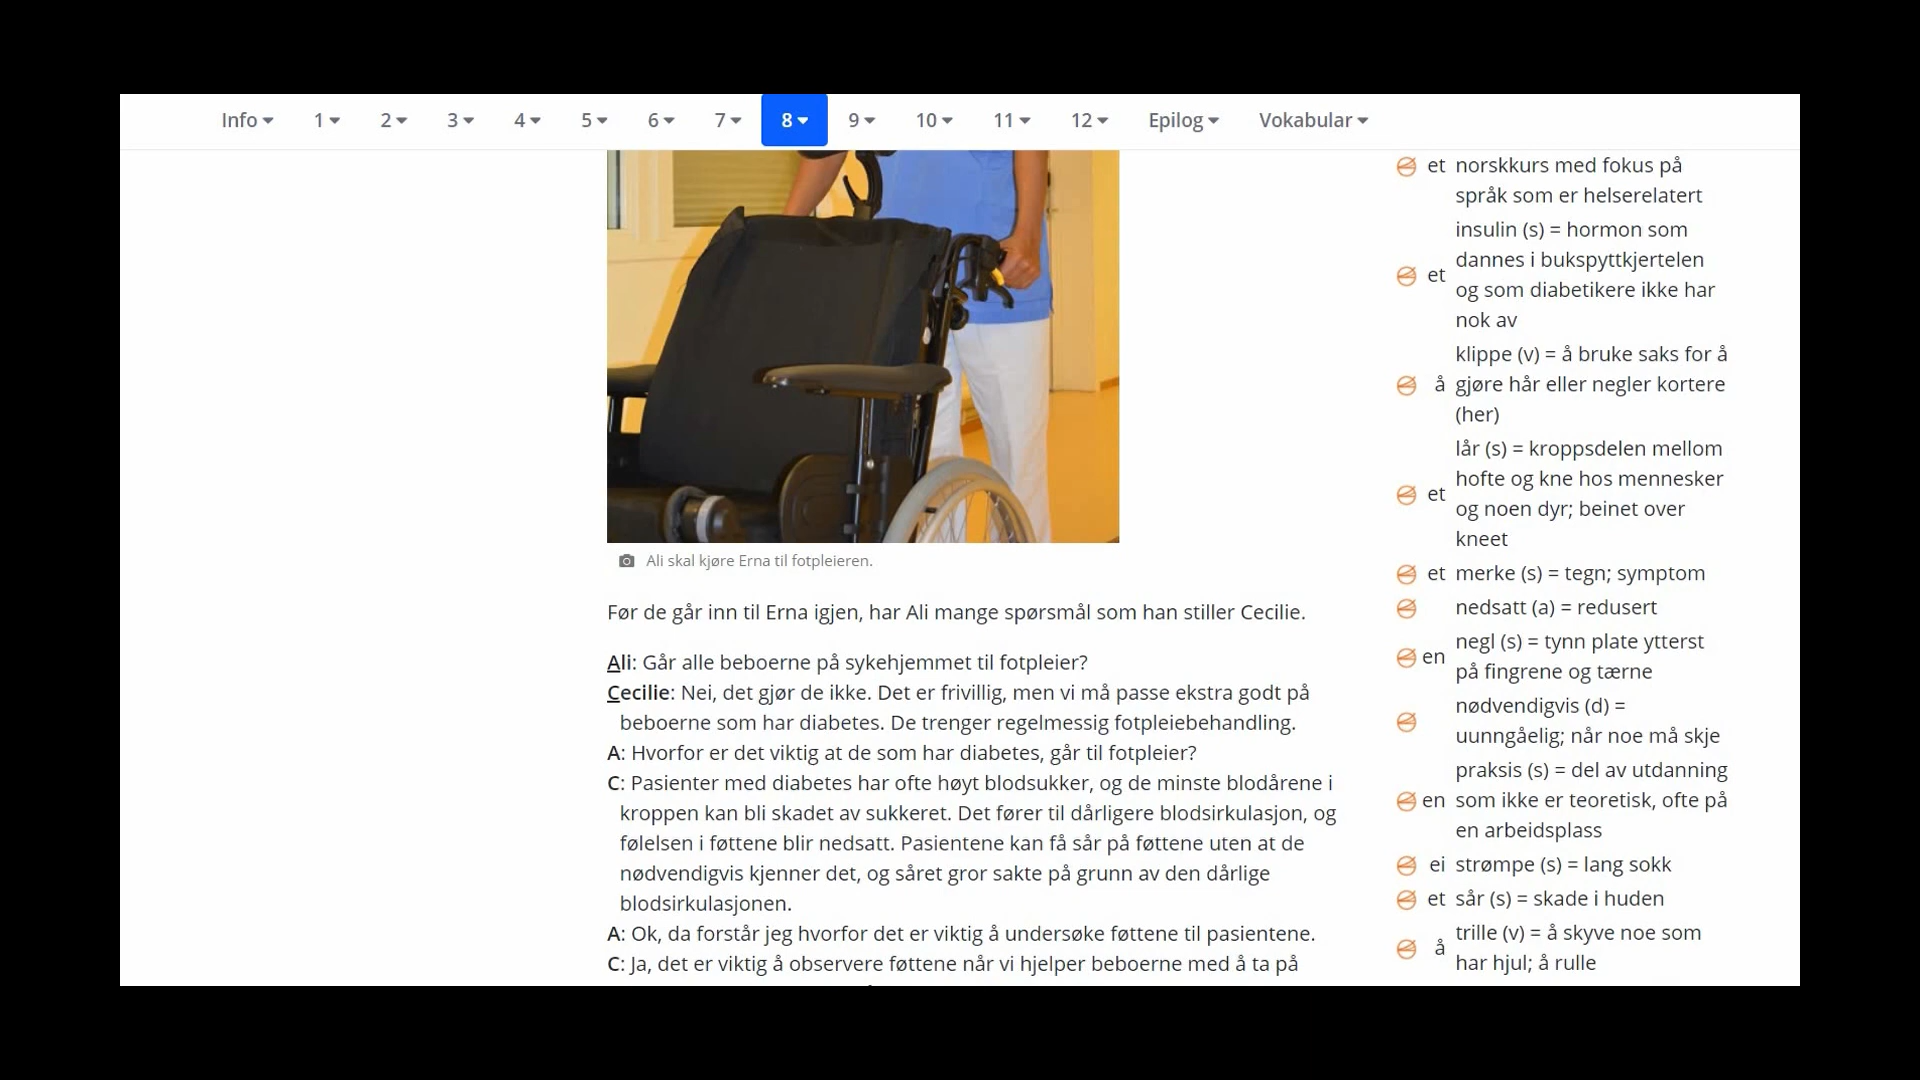 Info 1 2 3 4 5 6 7 8 9 10 11 12 Epilog Vokabular
Ali skal kjøre Erna til fotpleieren.
Før de går inn til Erna igjen, har Ali mange spørsmål som han stiller Cecilie.
Ali: Går alle beboerne på sykehjemmet til fotpleier?
Cecilie: Nei, det gjør de ikke. Det er frivillig, men vi må passe ekstra godt på
beboerne som har diabetes. De trenger regelmessig fotpleiebehandling.
A: Hvorfor er det viktig at de som har diabetes, går til fotpleier?
C: Pasienter med diabetes har ofte høyt blodsukker, og de minste blodårene i
kroppen kan bli skadet av sukkeret. Det fører til dårligere blodsirkulasjon, og
følelsen i føttene blir nedsatt. Pasientene kan få sår på føttene uten at de
nødvendigvis kjenner det, og såret gror sakte på grunn av den dårlige
blodsirkulasjonen.
A: Ok, da forstår jeg hvorfor det er viktig å undersøke føttene til pasientene.
C: Ja, det er viktig å observere føttene når vi hjelper beboerne med å ta på
et norskkurs med fokus på
språk som er helserelatert
insulin (s) = hormon som
dannes i bukspyttkjertelen
et og som diabetikere ikke har
nok av
klippe (v) = å bruke saks for å
å gjøre hår eller negler kortere
(her)
lår (s) = kroppsdelen mellom
hofte og kne hos mennesker
et og noen dyr; beinet over
kneet
et merke (s) = tegn; symptom
nedsatt (a) = redusert
en negl (s) = tynn plate ytterst
på fingrene og tærne
nødvendigvis (d) =
uunngåelig; når noe må skje
praksis (s) = del av utdanning
en som ikke er teoretisk, ofte på
en arbeidsplass
ei strømpe (s) = lang sokk
et sår (s) = skade i huden
å trille (v) = å skyve noe som
har hjul; å rulle